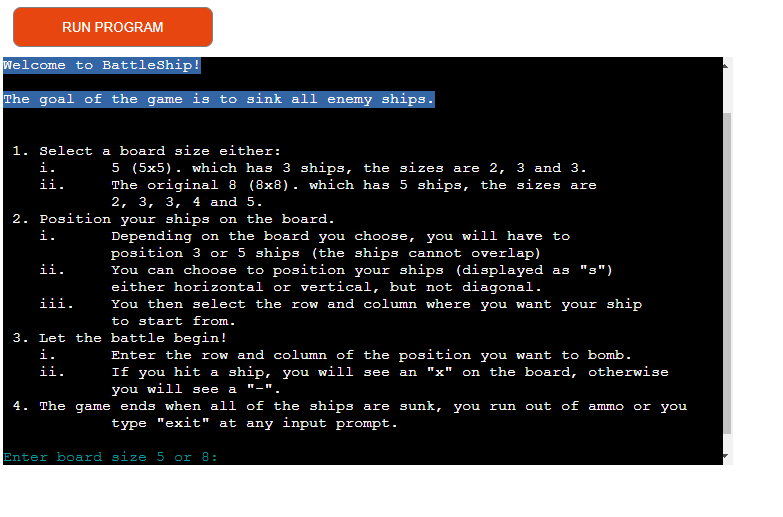 RUN PROGRAM
Welcome to BattleShip!
The goal of the game is to sink all enemy ships.
1. Select a board size either:
i. 5 (5x5). which has 3 ships, the sizes are 2, 3 and 3.
ii. The original 8 (8x8). which has 5 ships, the sizes are
2, 3, 3, 4 and 5.
2. Position your ships on the board.
i. Depending on the board you choose, you will have to
position 3 or 5 ships (the ships cannot overlap)
ii. You can choose to position your ships (displayed as "s")
either horizontal or vertical, but not diagonal.
iii. You then select the row and column where you want your ship
to start from.
3. Let the battle begin!
i. Enter the row and column of the position you want to bomb.
ii. If you hit a ship, you will see an "x" on the board, otherwise
you will see a "-".
4. The game ends when all of the ships are sunk, you run out of ammo or you
type "exit" at any input prompt.
Enter board size 5 or 8: